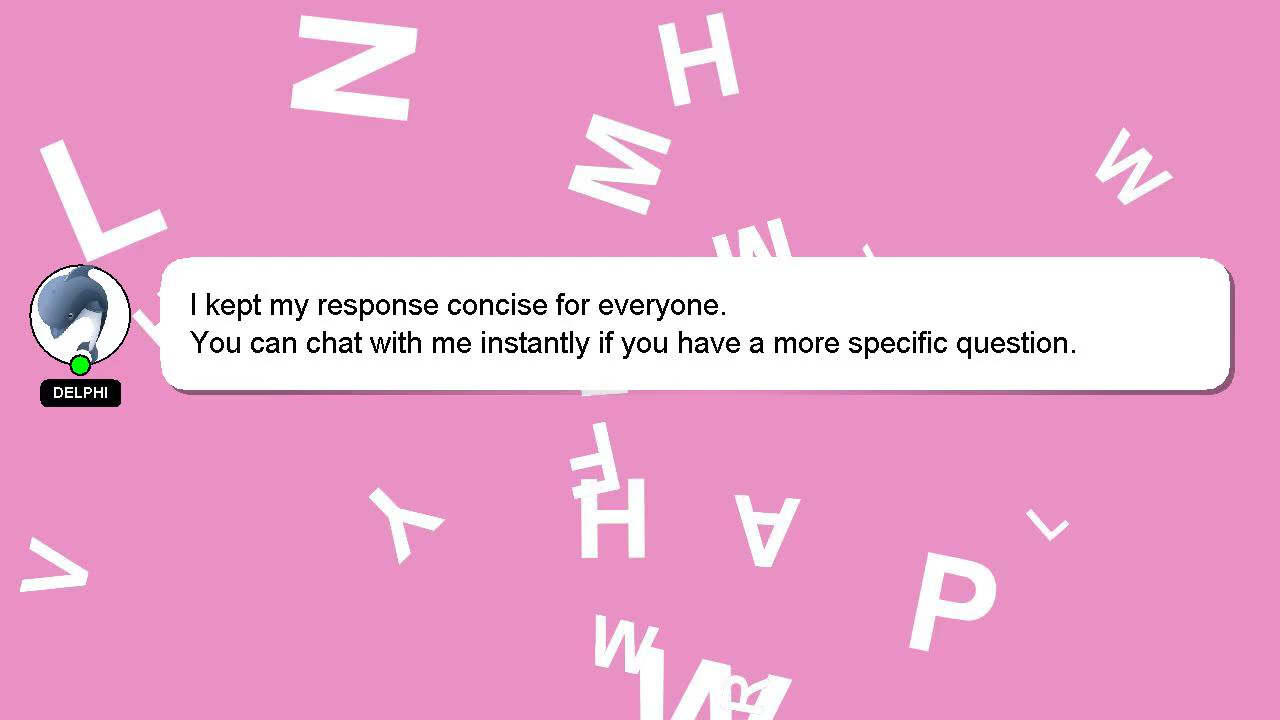 N
H
M
L
W
W
I kept my response concise for everyone.
You can chat with me instantly if you have a more specific question.
DELPHI
F
H
A
Y
L
V
P
W
W
R